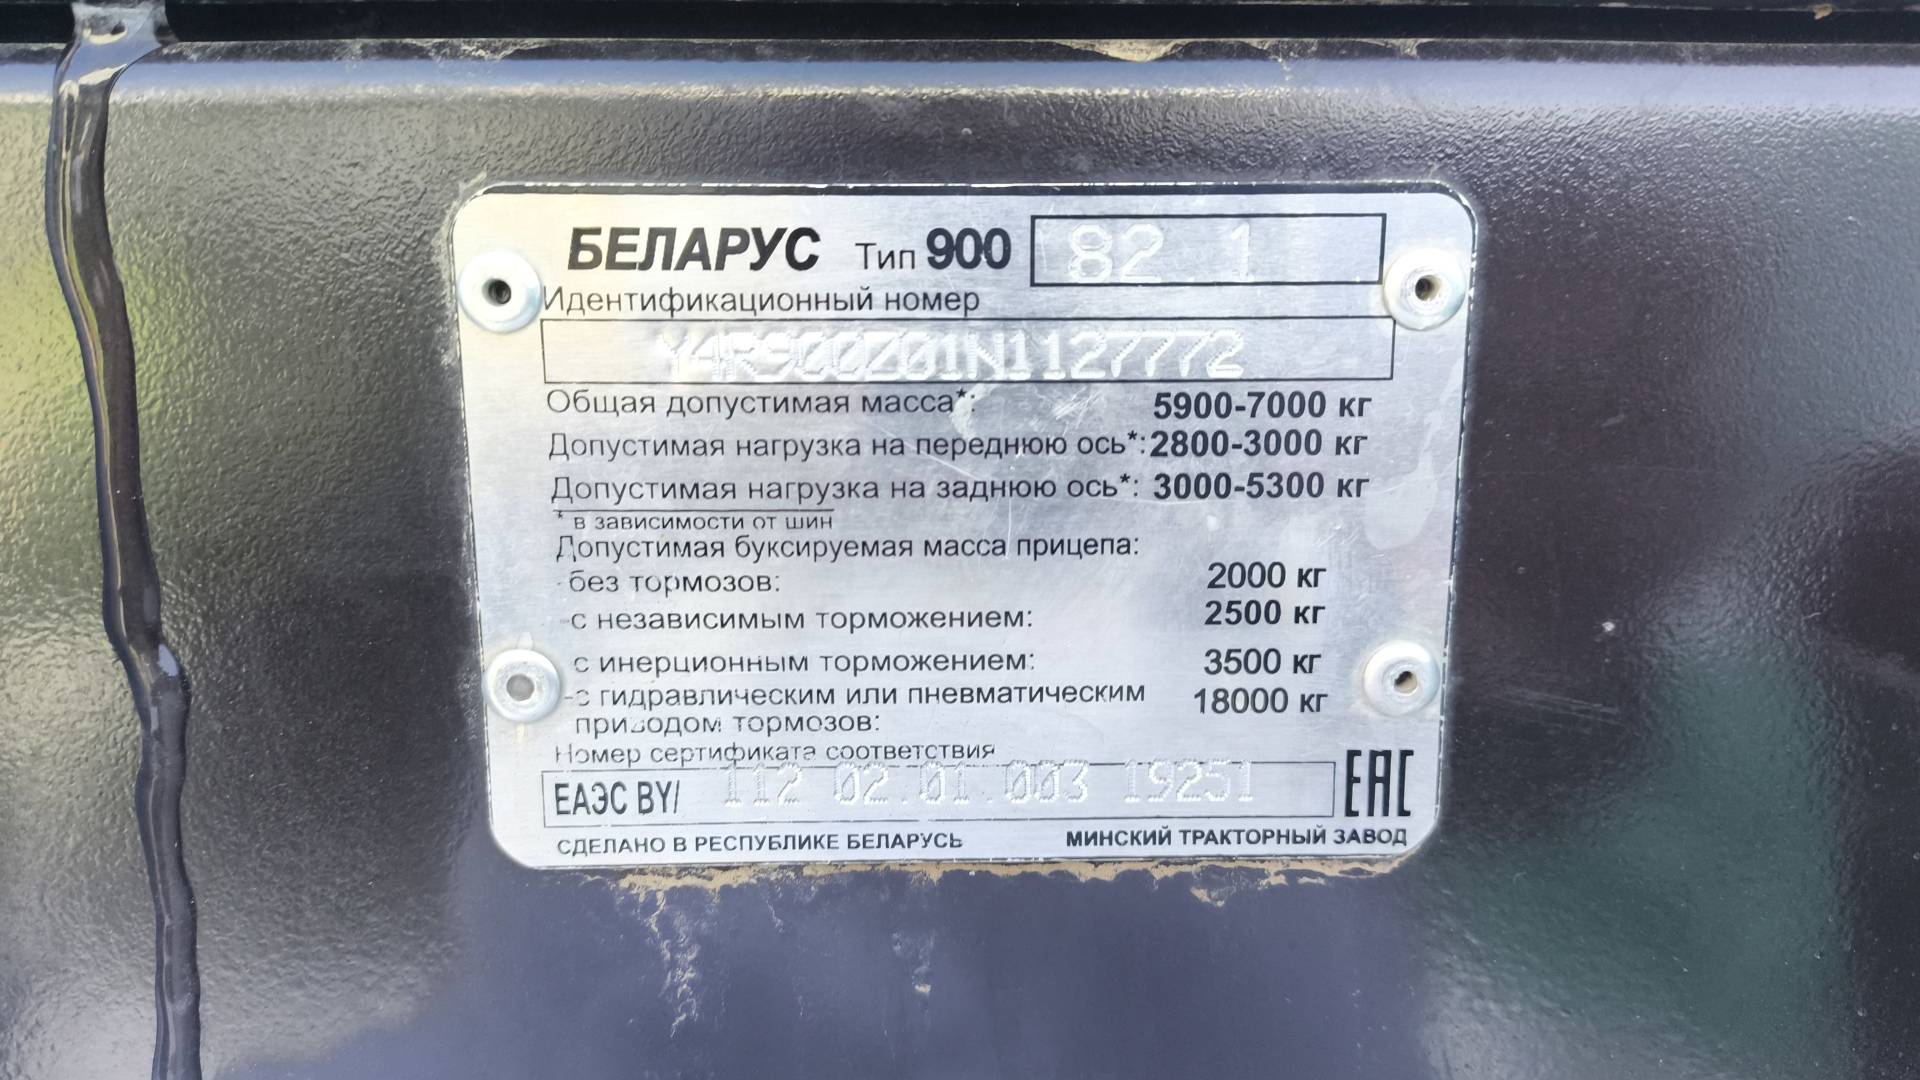 БЕЛАРУС Тип 900 82 1
Идентификационный номер
Y4R900Z01N1127772
Общая допустимая масса*: 5900-7000 кг
Допустимая нагрузка на переднюю ось*: 2800-3000 кг
Допустимая нагрузка на заднюю ось*: 3000-5300 кг
* в зависимости от шин
Допустимая буксируемая масса прицепа:
-без тормозов: 2000 кг
-с независимым торможением: 2500 кг
с инерционным торможением: 3500 кг
-с гидравлическим или пневматическим 18000 кг
приводом тормозов:
Номер сертификата соответствия
ЕАЭС BY/ 112 02.01.003 19251 ЕАС
СДЕЛАНО В РЕСПУБЛИКЕ БЕЛАРУСЬ МИНСКИЙ ТРАКТОРНЫЙ ЗАВОД